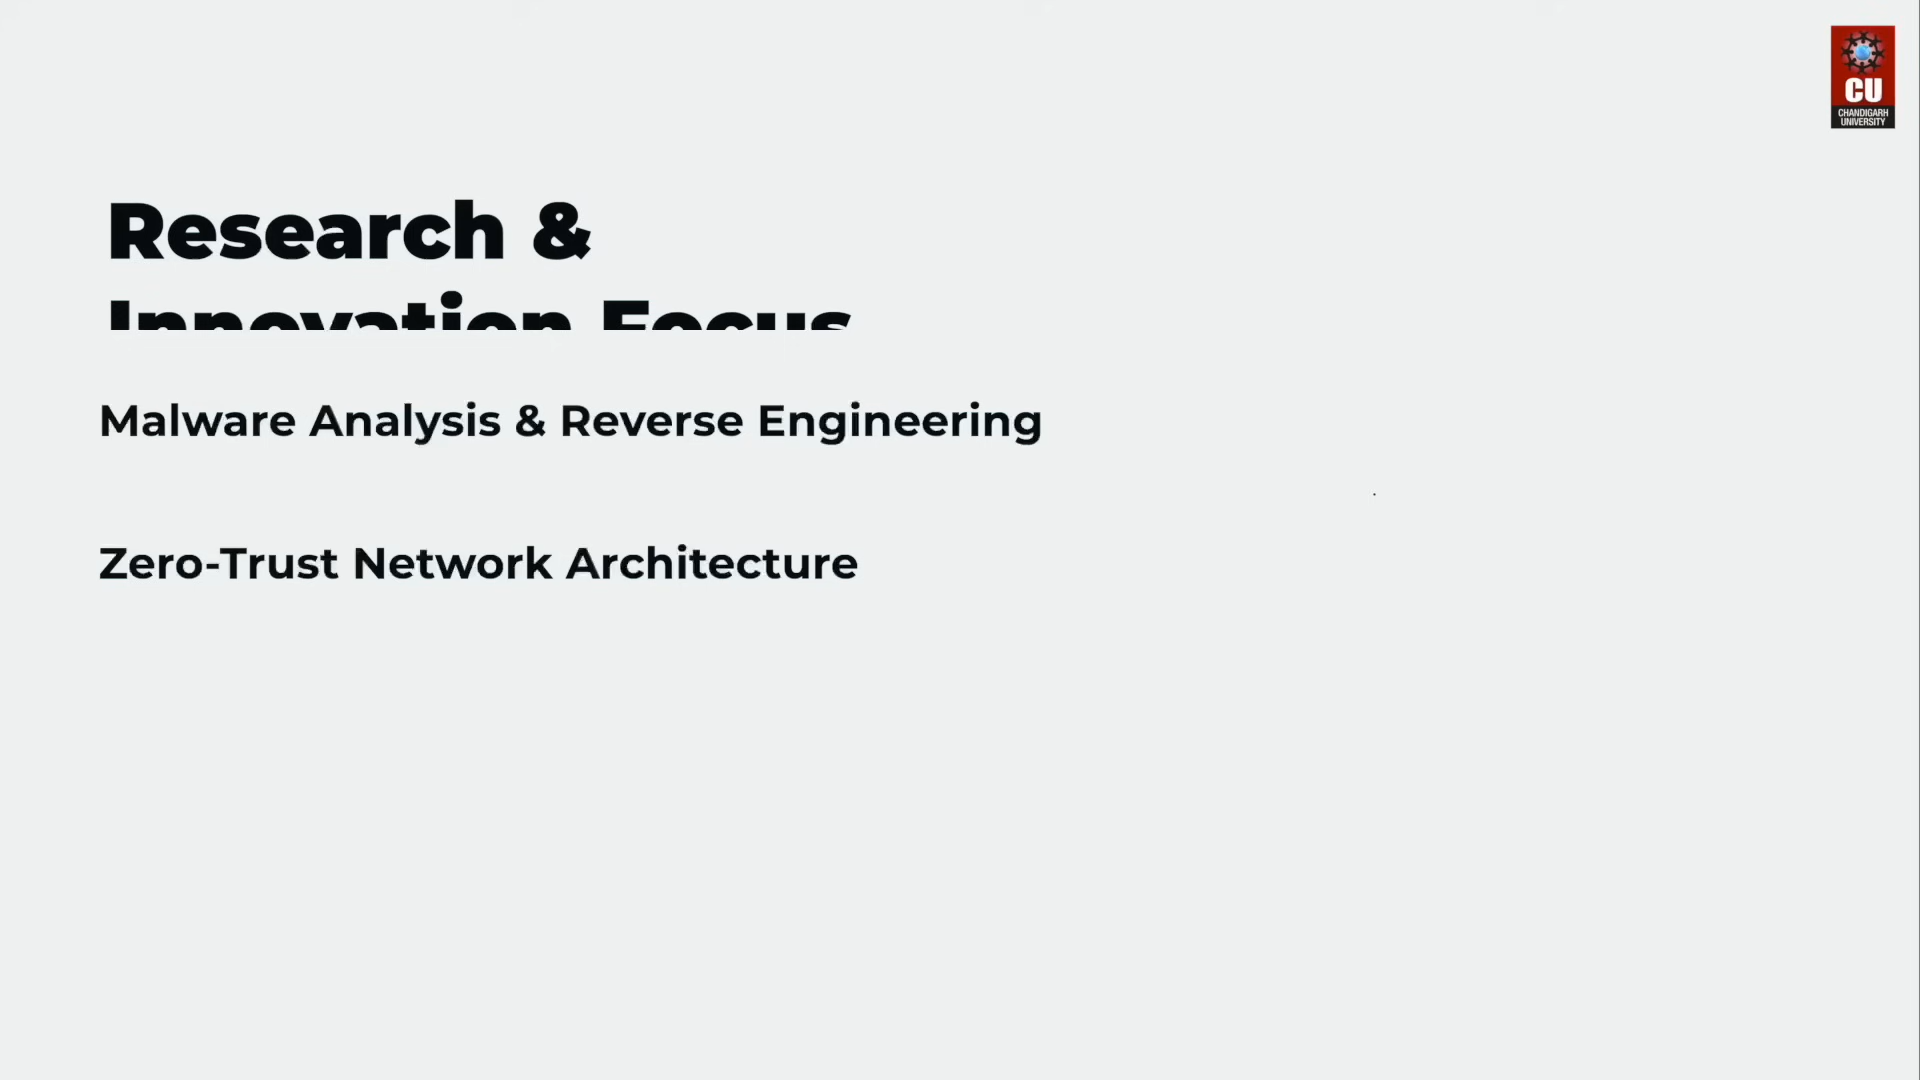 CU
CHANDIGARH
UNIVERSITY
Research &
Innovation Focus
Malware Analysis & Reverse Engineering
Zero-Trust Network Architecture